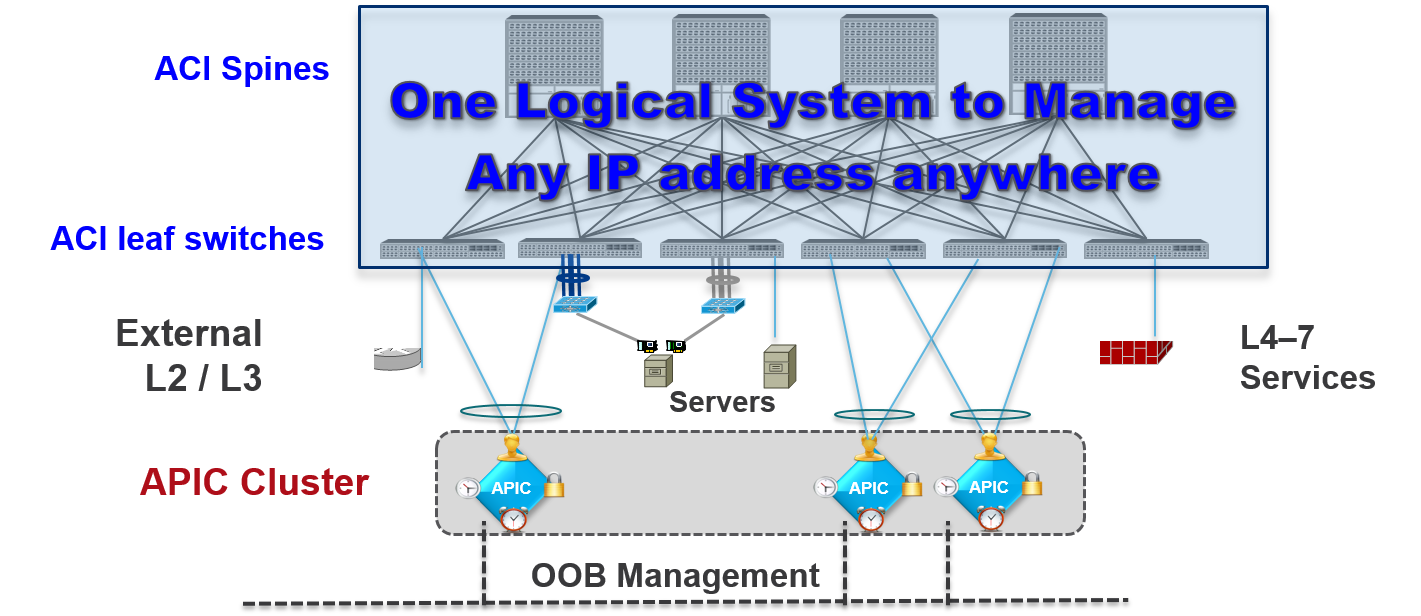 ACI Spines
One Logical System to Manage
Any IP address anywhere
ACI leaf switches
External
L2 / L3
L4–7
Services
Servers
APIC Cluster
APIC
APIC
APIC
OOB Management